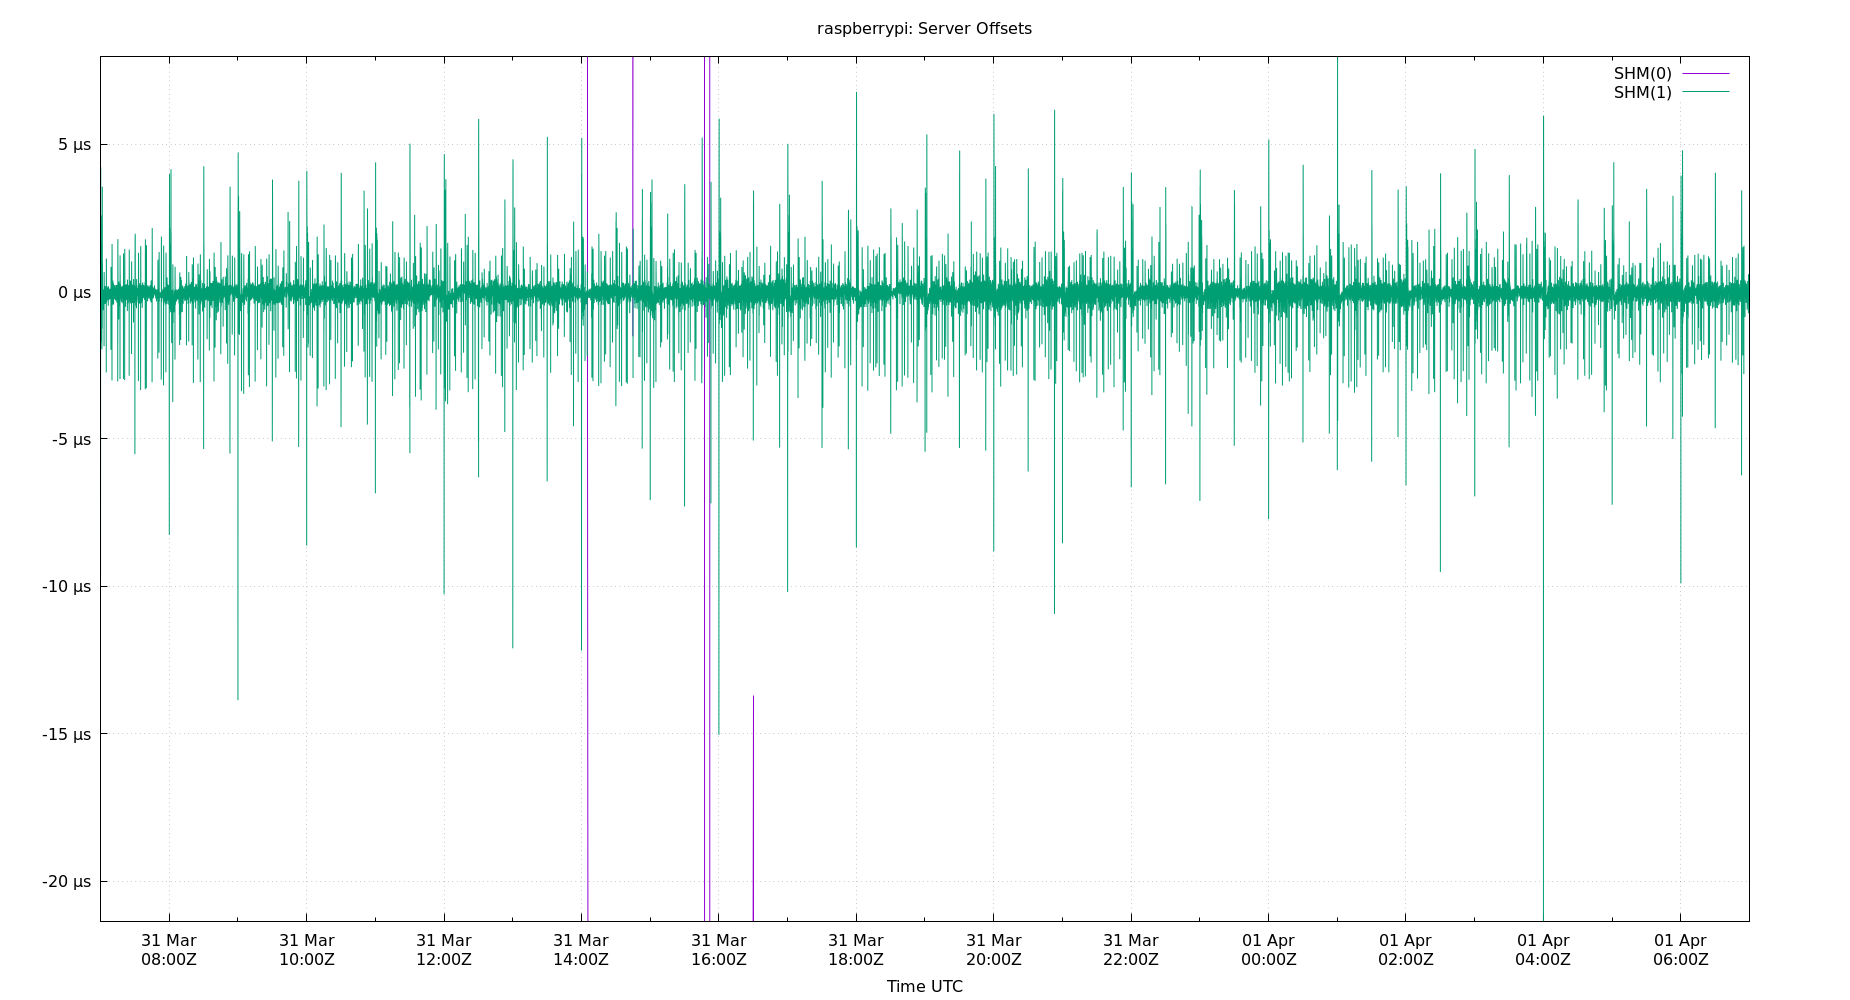 raspberrypi: Server Offsets
SHM(0)
SHM(1)
5 µs
0 µs
-5 µs
-10 µs
-15 µs
-20 µs
31 Mar 31 Mar 31 Mar 31 Mar 31 Mar 31 Mar 31 Mar 31 Mar 01 Apr 01 Apr 01 Apr 01 Apr
08:00Z 10:00Z 12:00Z 14:00Z 16:00Z 18:00Z 20:00Z 22:00Z 00:00Z 02:00Z 04:00Z 06:00Z
Time UTC